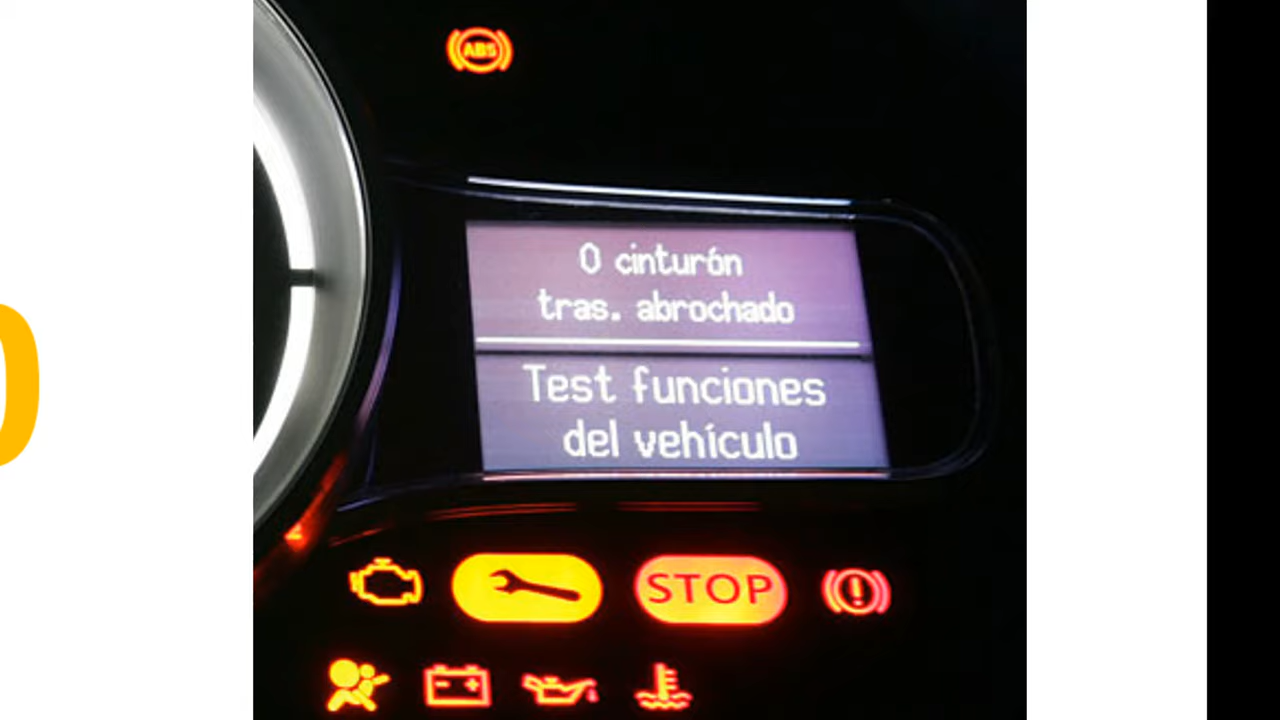 ABS
0 cinturón
tras. abrochado
Test funciones
del vehículo
STOP